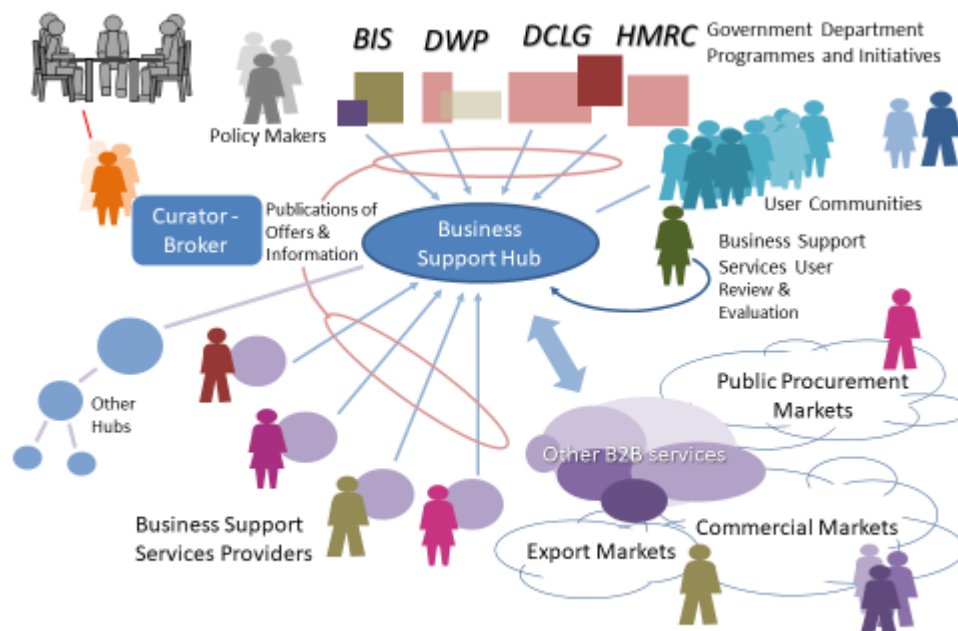 BIS DWP DCLG HMRC
Government Department
Programmes and Initiatives
Policy Makers
Curator -
Broker
Publications of
Offers &
Information
Business
Support Hub
User Communities
Business Support
Services User
Review &
Evaluation
Other
Hubs
Public Procurement
Markets
Other B2B services
Business Support
Services Providers
Commercial Markets
Export Markets